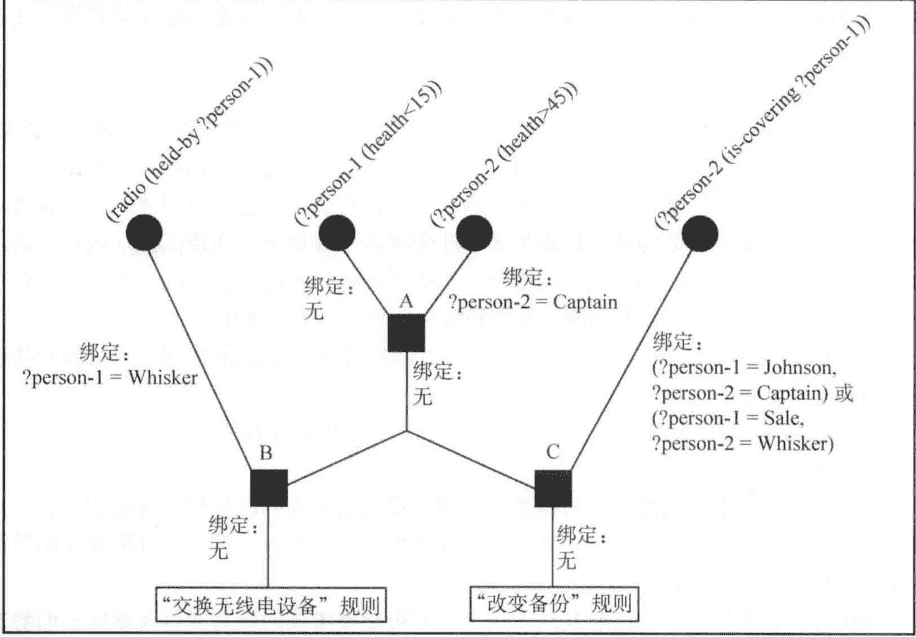 (radio (held-by ?person-1))
(?person-1 (health<15))
(?person-2 (health>45))
(?person-2 (is-covering ?person-1))
绑定：
无
A
绑定：
?person-2 = Captain
绑定：
?person-1 = Whisker
绑定：
无
绑定：
(?person-1 = Johnson,
?person-2 = Captain) 或
(?person-1 = Sale,
?person-2 = Whisker)
B
C
绑定：
无
绑定：
无
“交换无线电设备” 规则
“改变备份” 规则